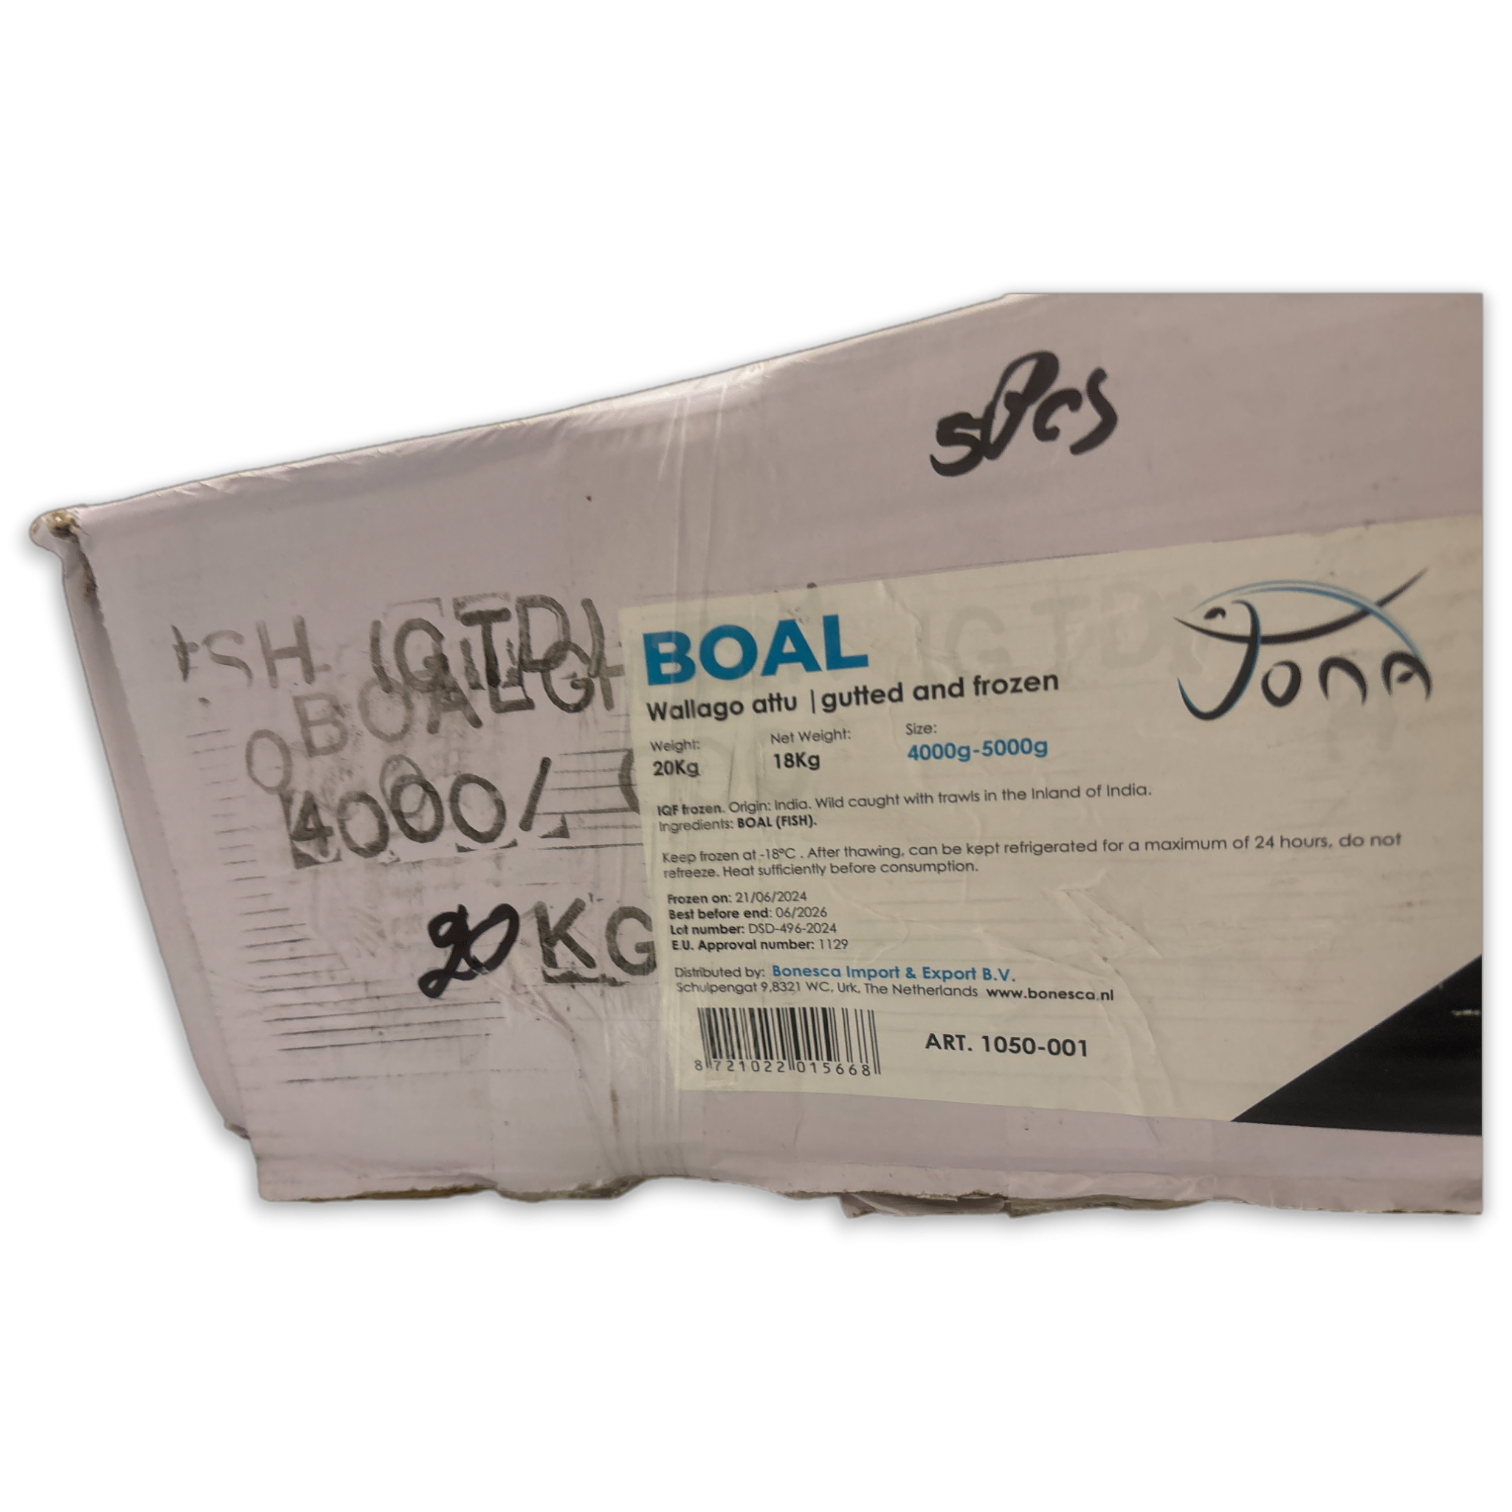 5Pcs
SH (GTD)
BOAL
4000/
20 KG
BOAL
Wallago attu | gutted and frozen
Weight: Net Weight: Size:
20Kg 18Kg 4000g-5000g
IQF frozen. Origin: India. Wild caught with trawls in the Inland of India.
Ingredients: BOAL (FISH).
Keep frozen at -18°C . After thawing, can be kept refrigerated for a maximum of 24 hours, do not
refreeze. Heat sufficiently before consumption.
Frozen on: 21/06/2024
Best before end: 06/2026
Lot number: DSD-496-2024
E.U. Approval number: 1129
Distributed by: Bonesca Import & Export B.V.
Schulpengat 9,8321 WC, Urk, The Netherlands www.bonesca.nl
8 721022 015668
ART. 1050-001
Jona